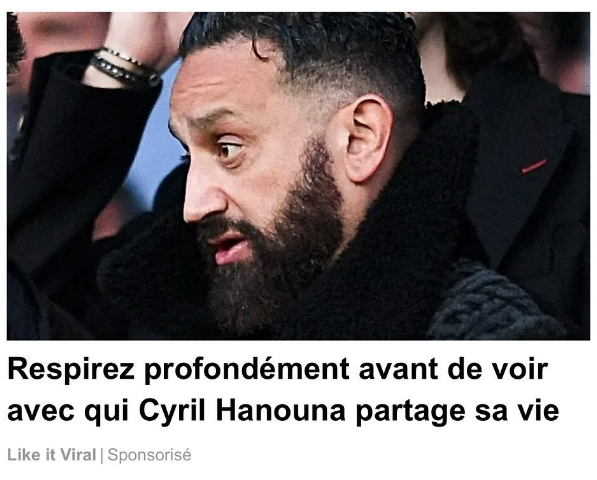 Respirez profondément avant de voir
avec qui Cyril Hanouna partage sa vie
Like it Viral | Sponsorisé